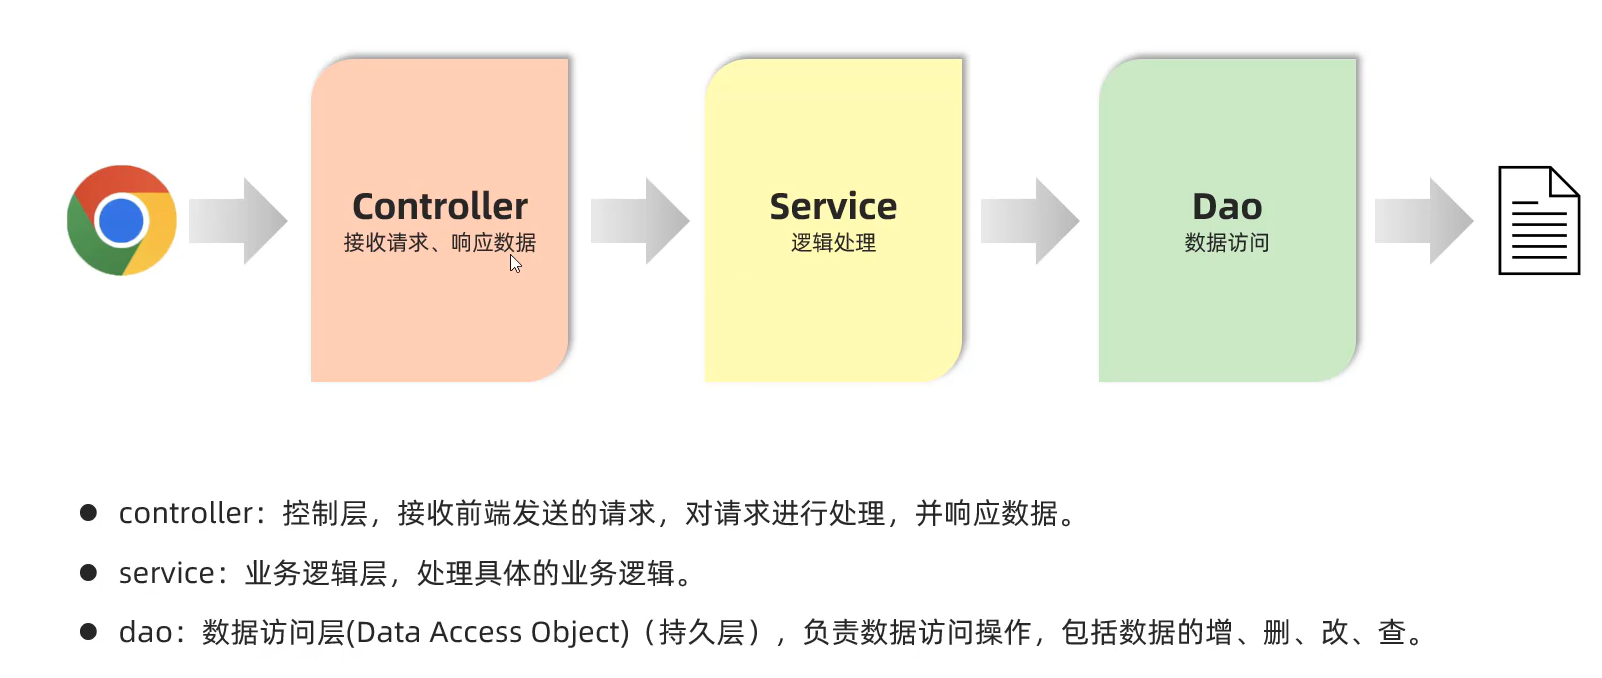 Controller
接收请求、响应数据
Service
逻辑处理
Dao
数据访问
controller：控制层，接收前端发送的请求，对请求进行处理，并响应数据。
service：业务逻辑层，处理具体的业务逻辑。
dao：数据访问层(Data Access Object)（持久层），负责数据访问操作，包括数据的增、删、改、查。